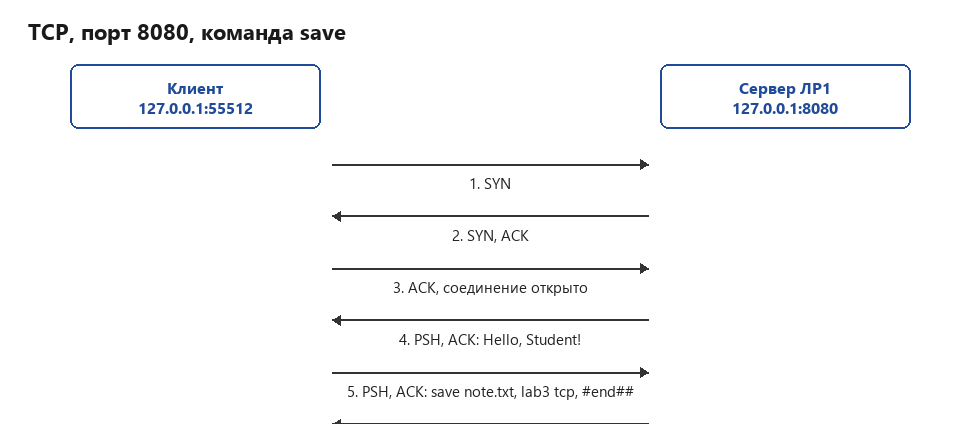 TCP, порт 8080, команда save
Клиент
127.0.0.1:55512
Сервер ЛР1
127.0.0.1:8080
1. SYN
2. SYN, ACK
3. ACK, соединение открыто
4. PSH, ACK: Hello, Student!
5. PSH, ACK: save note.txt, lab3 tcp, #end##